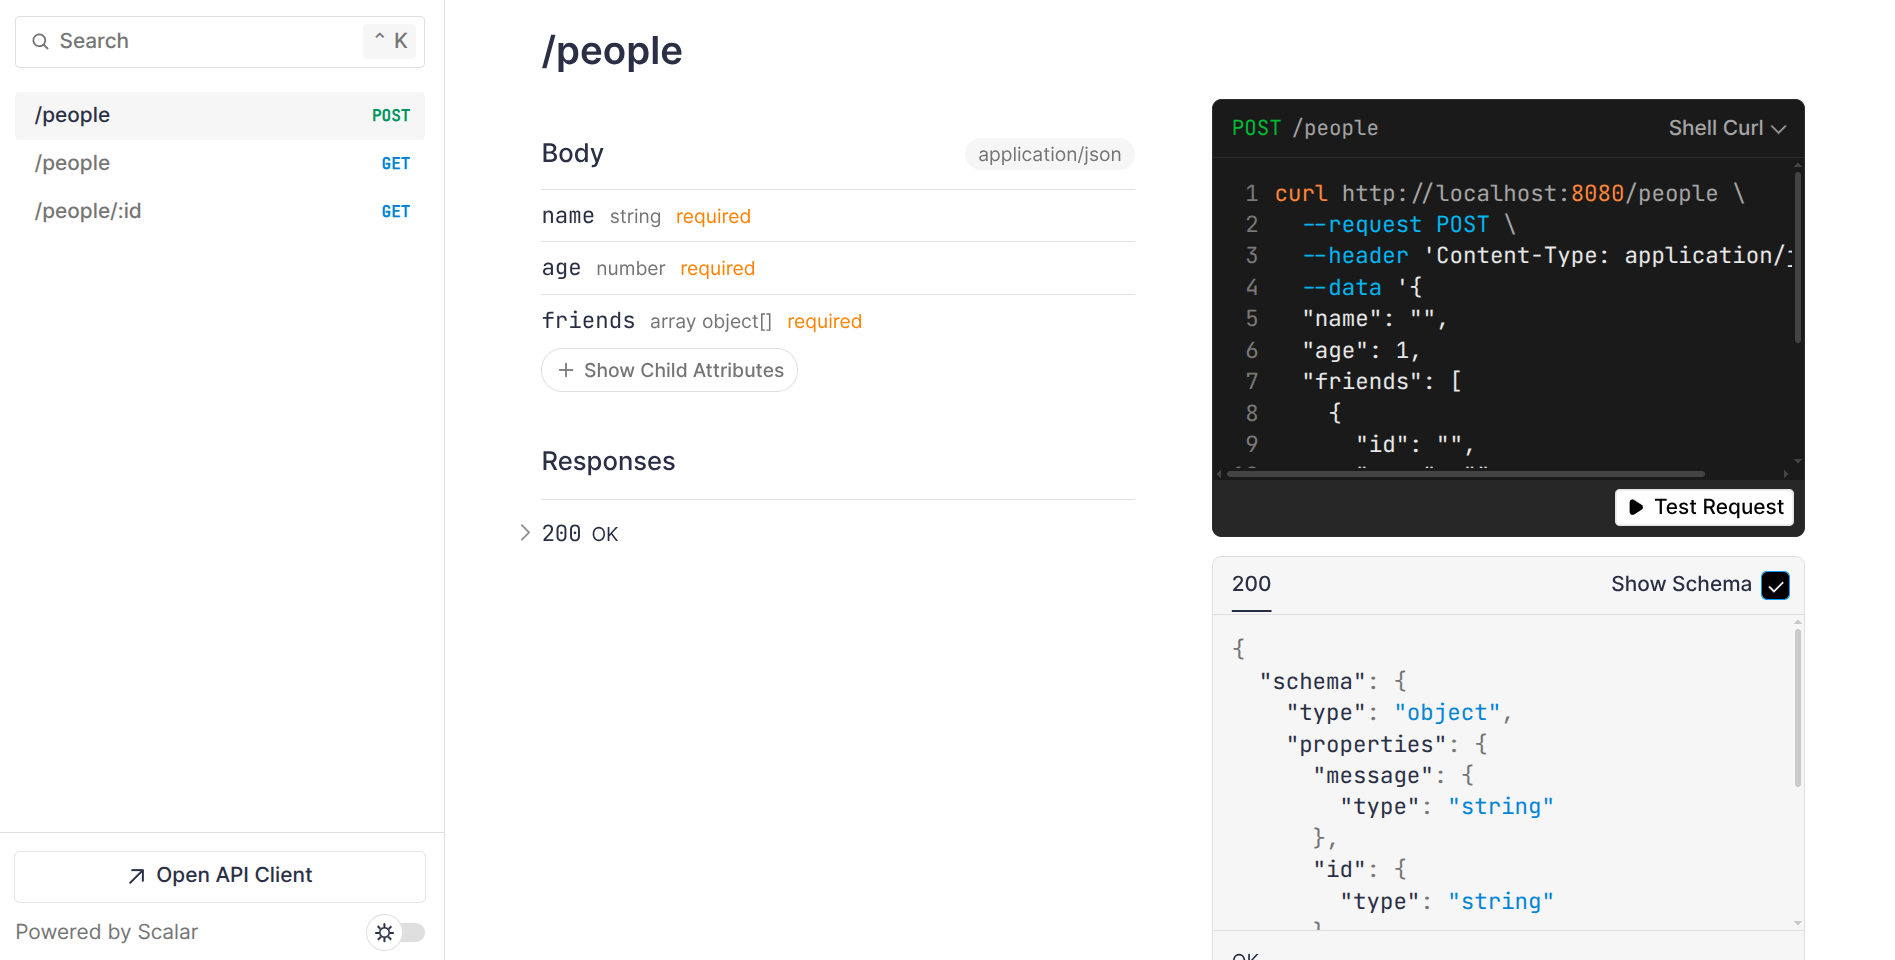 Search
⌃ K
/people POST
/people GET
/people/:id GET
Open API Client
Powered by Scalar
/people
Body application/json
name string required
age number required
friends array object[] required
Show Child Attributes
Responses
200 OK
POST /people Shell Curl
1 curl http://localhost:8080/people \
2 --request POST \
3 --header 'Content-Type: application/j
4 --data '{
5 "name": "",
6 "age": 1,
7 "friends": [
8 {
9 "id": "",
Test Request
200 Show Schema
{
"schema": {
"type": "object",
"properties": {
"message": {
"type": "string"
},
"id": {
"type": "string"
OK